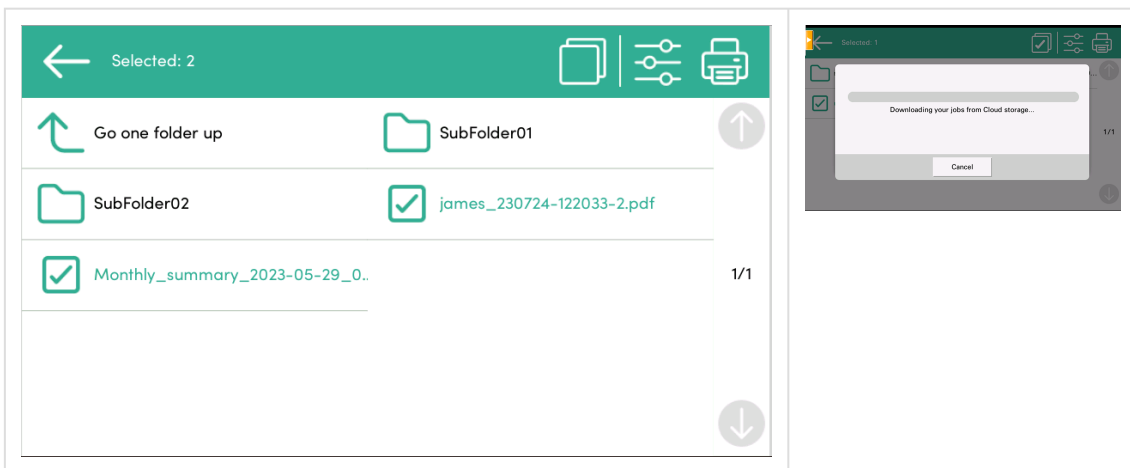 Selected: 2
Go one folder up
SubFolder01
SubFolder02
james_230724-122033-2.pdf
Monthly_summary_2023-05-29_0..
1/1
Selected: 1
Downloading your jobs from Cloud storage...
1/1
Cancel